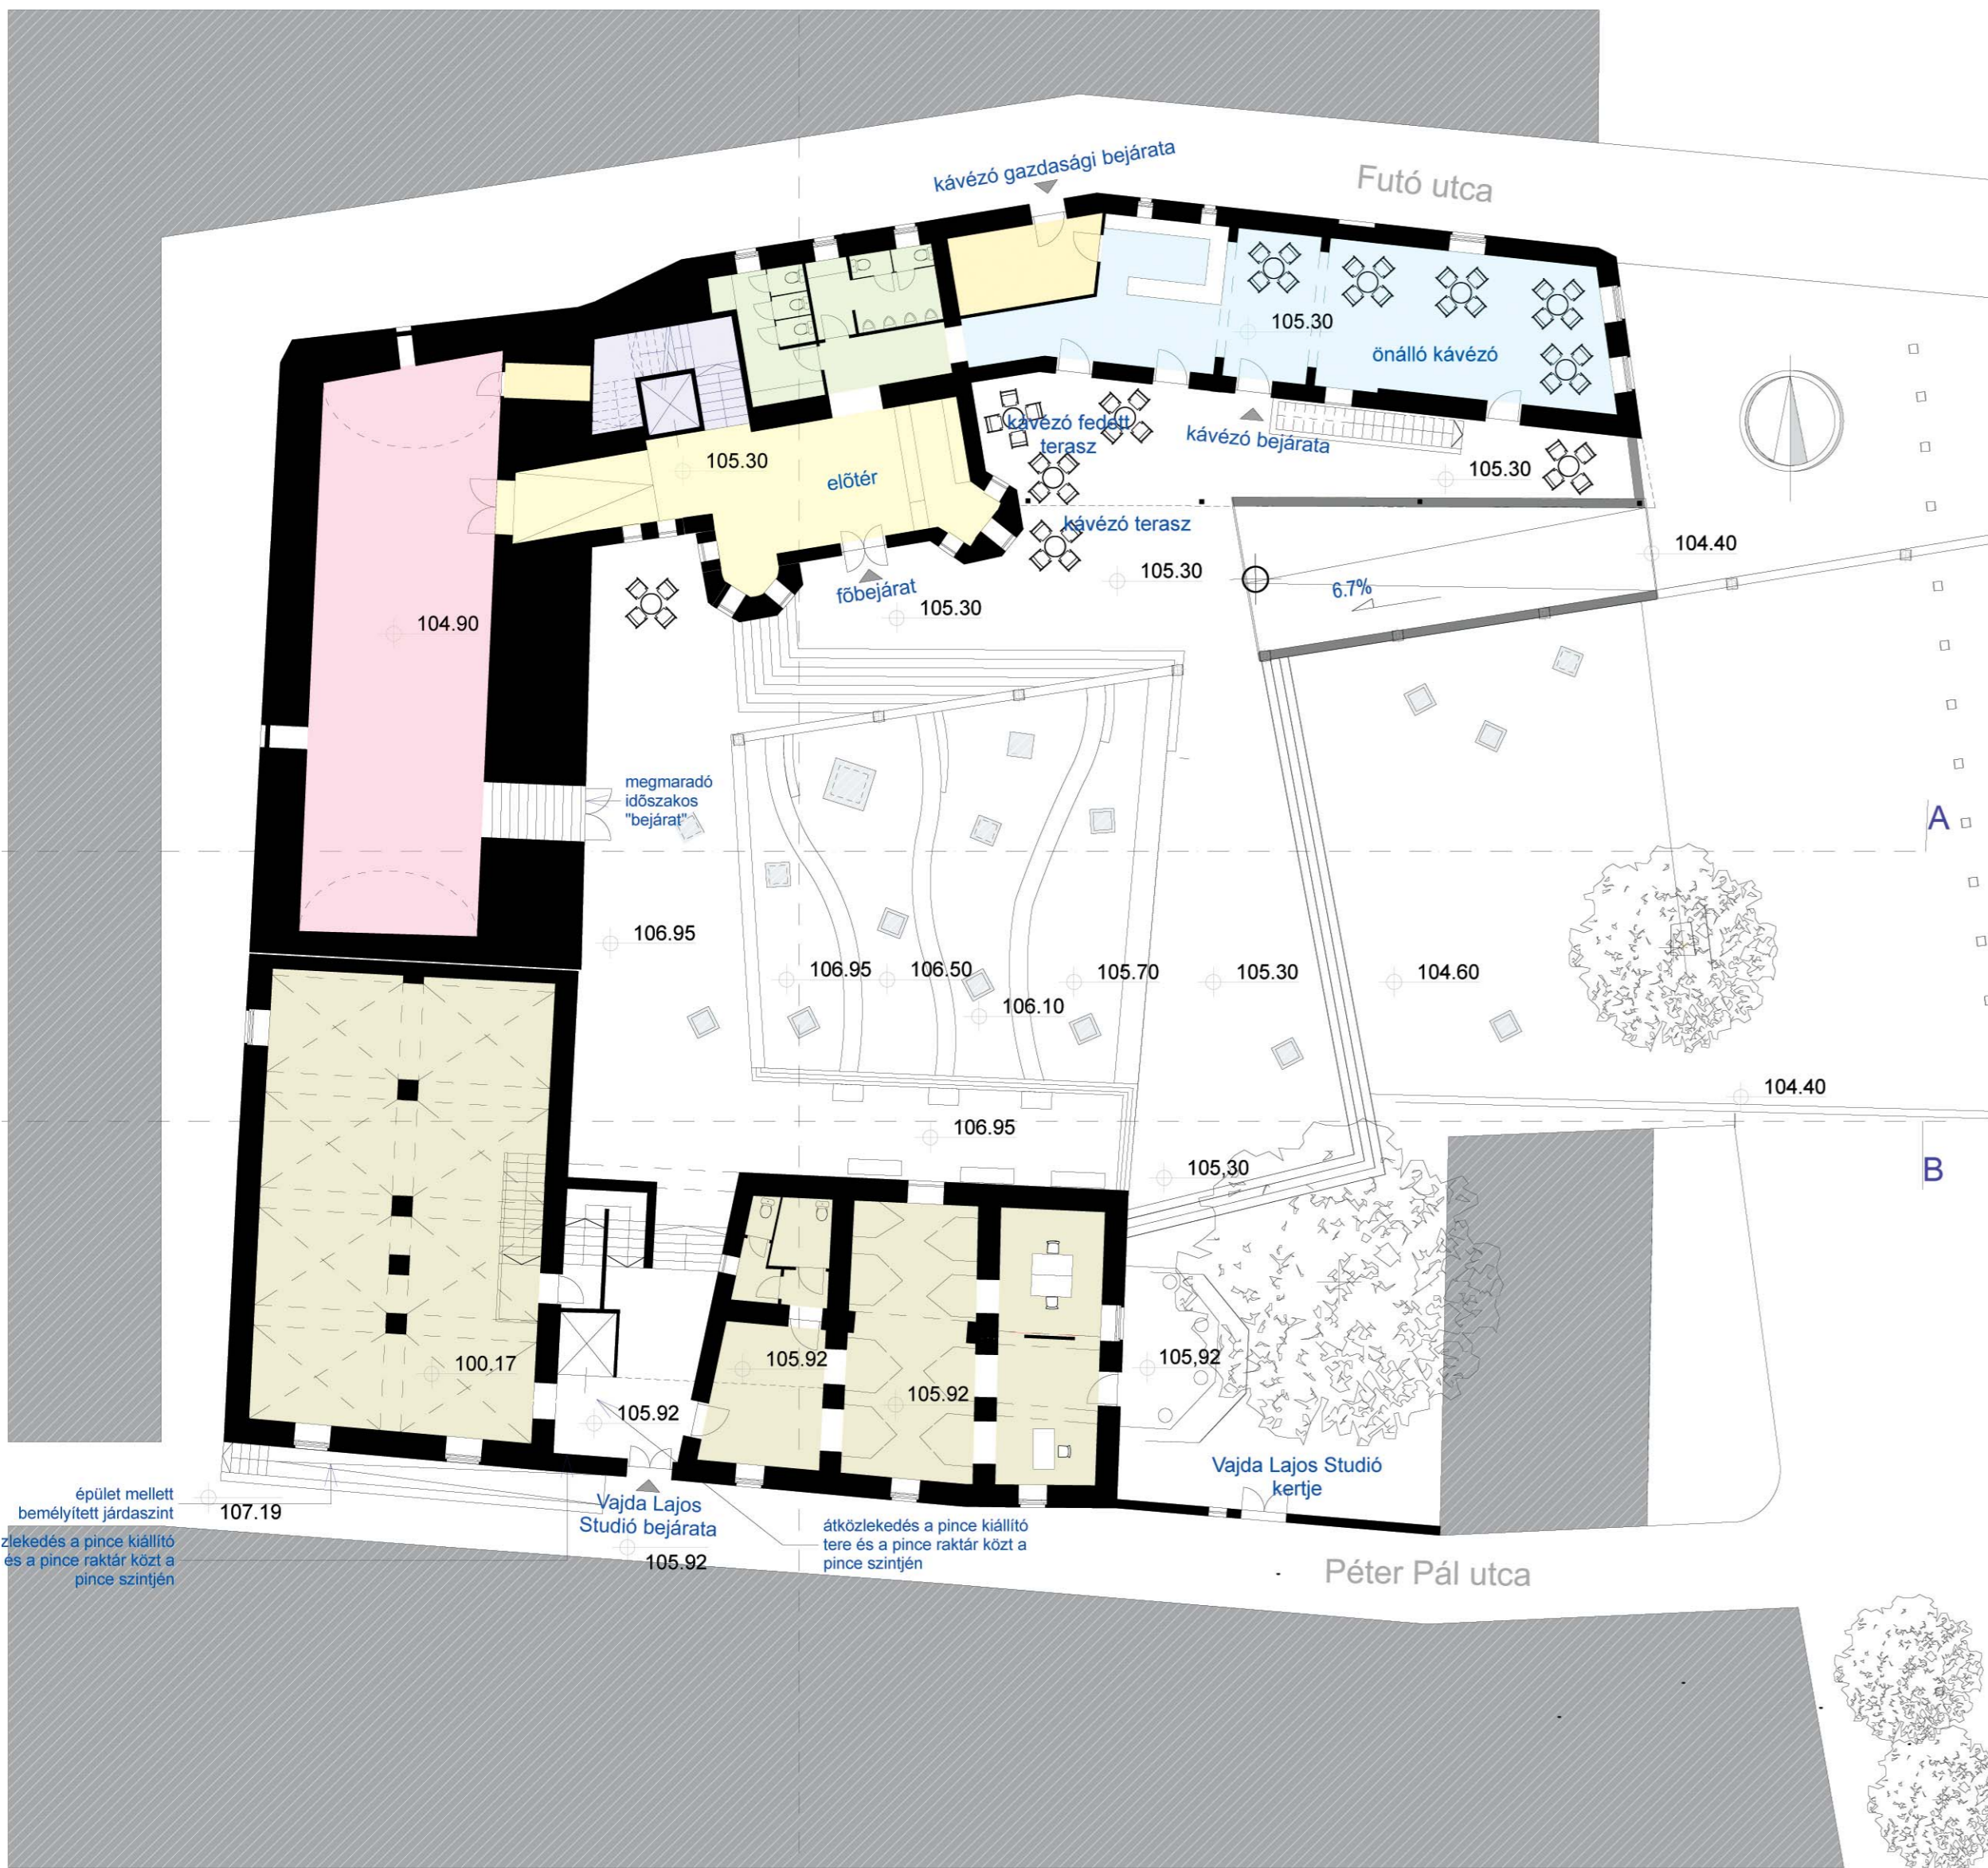 kávézó gazdasági bejárata
Futó utca
105.30
önálló kávézó
kávézó fedett
terasz
kávézó bejárata
105.30
105.30
előtér
kávézó terasz
104.40
105.30
6.7%
főbejárat
105.30
104.90
megmaradó
időszakos
"bejárat"
A
106.95
106.95
106.50
105.70
105.30
104.60
106.10
104.40
106.95
105,30
B
100.17
105.92
105,92
105.92
105.92
Vajda Lajos Studió
kertje
épület mellett
bemélyített járdaszint
107.19
Vajda Lajos
Studió bejárata
105.92
zlekedés a pince kiállító
és a pince raktár közt a
pince szintjén
átközlekedés a pince kiállító
tere és a pince raktár közt a
pince szintjén
Péter Pál utca